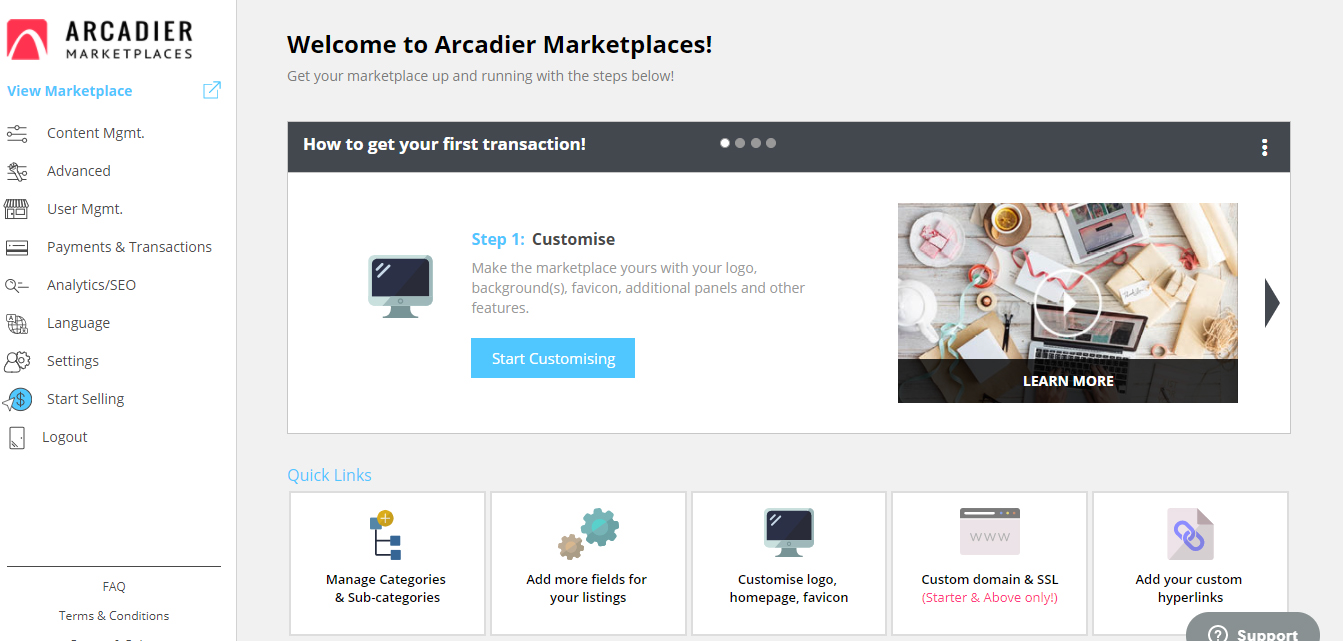 ARCADIER
MARKETPLACES
View Marketplace
Content Mgmt.
Advanced
User Mgmt.
Payments & Transactions
Analytics/SEO
Language
Settings
Start Selling
Logout
FAQ
Terms & Conditions
Welcome to Arcadier Marketplaces!
Get your marketplace up and running with the steps below!
How to get your first transaction!
Step 1: Customise
Make the marketplace yours with your logo,
background(s), favicon, additional panels and other
features.
Start Customising
LEARN MORE
Quick Links
Manage Categories
& Sub-categories
Add more fields for
your listings
Customise logo,
homepage, favicon
www
Custom domain & SSL
(Starter & Above only!)
Add your custom
hyperlinks
Support